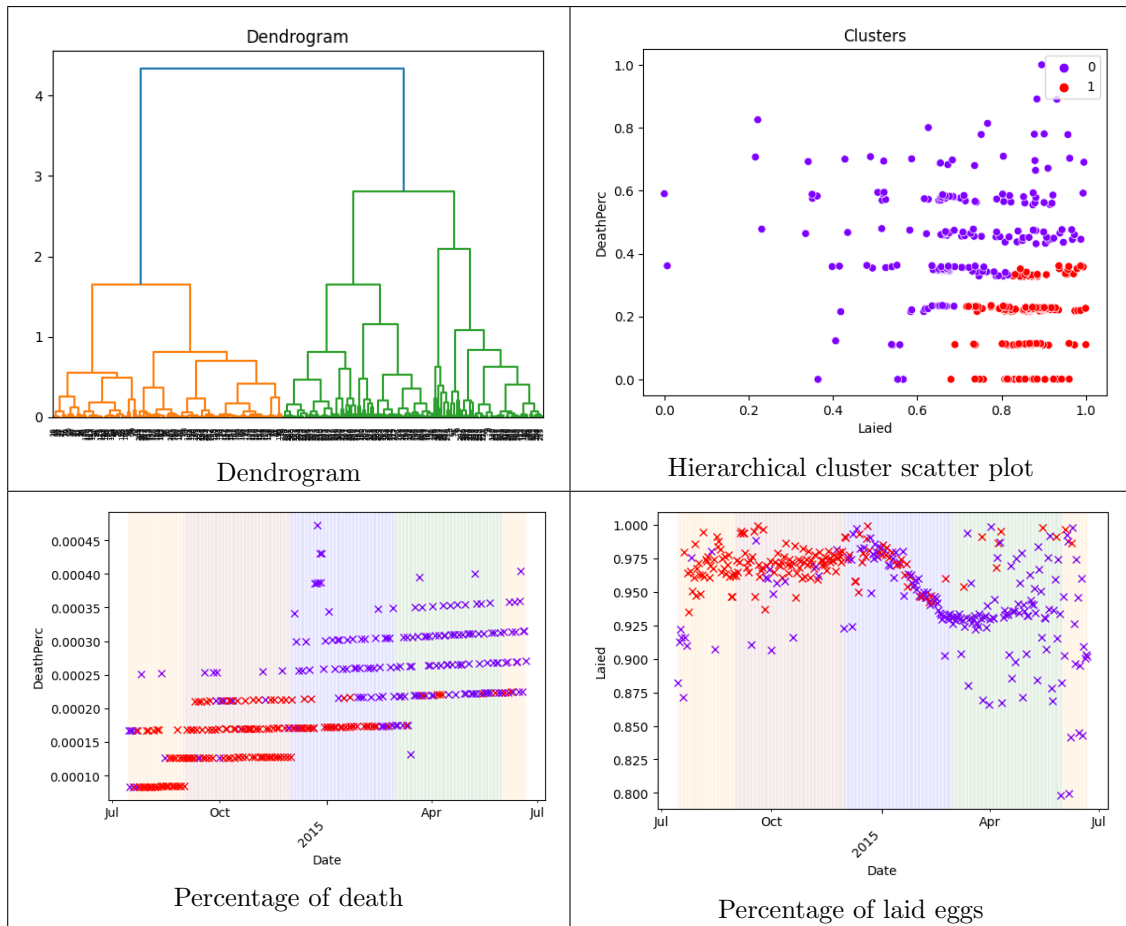 Dendrogram
4
3
2
1
0
Dendrogram
Clusters
0
1
1.0
0.8
0.6
0.4
0.2
0.0
DeathPerc
0.0 0.2 0.4 0.6 0.8 1.0
Laied
Hierarchical cluster scatter plot
0.00045
0.00040
0.00035
0.00030
0.00025
0.00020
0.00015
0.00010
DeathPerc
Jul Oct 2015 Apr Jul
Date
Percentage of death
1.000
0.975
0.950
0.925
0.900
0.875
0.850
0.825
0.800
Laied
Jul Oct 2015 Apr Jul
Date
Percentage of laid eggs